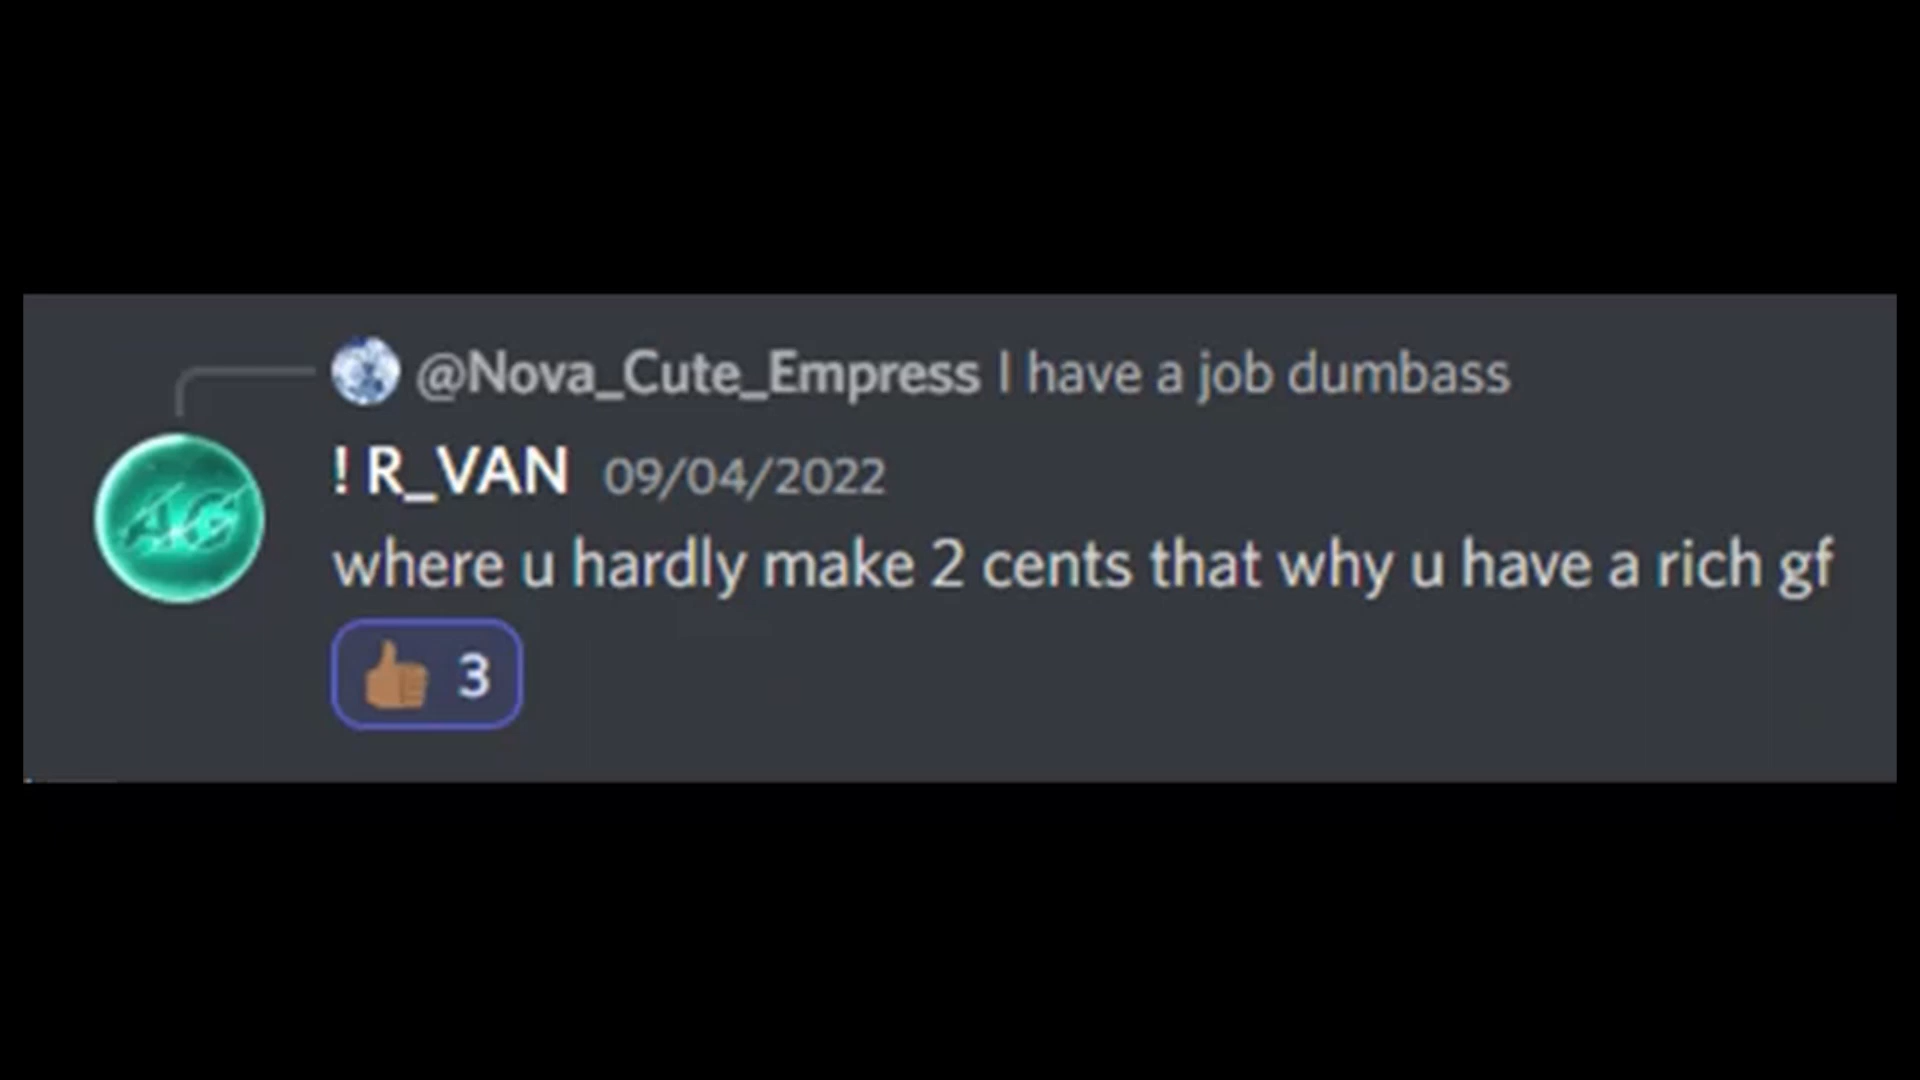 @Nova_Cute_Empress I have a job dumbass
! R_VAN 09/04/2022
AG
where u hardly make 2 cents that why u have a rich gf
👍🏾 3